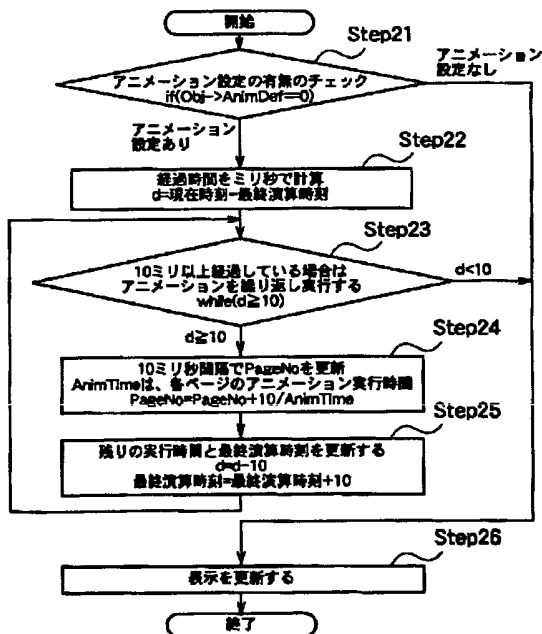 開始
Step21
アニメーション設定の有無のチェック
if(Obj->AnimDef==0)
アニメーション
設定なし
アニメーション
設定あり
Step22
経過時間をミリ秒で計算
d=現在時刻-最終演算時刻
Step23
10ミリ以上経過している場合は
アニメーションを繰り返し実行する
while(d≧10)
d<10
d≧10
Step24
10ミリ秒間隔でPageNoを更新
AnimTimeは、各ページのアニメーション実行時間
PageNo=PageNo+10/AnimTime
Step25
残りの実行時間と最終演算時刻を更新する
d=d-10
最終演算時刻=最終演算時刻+10
Step26
表示を更新する
終了